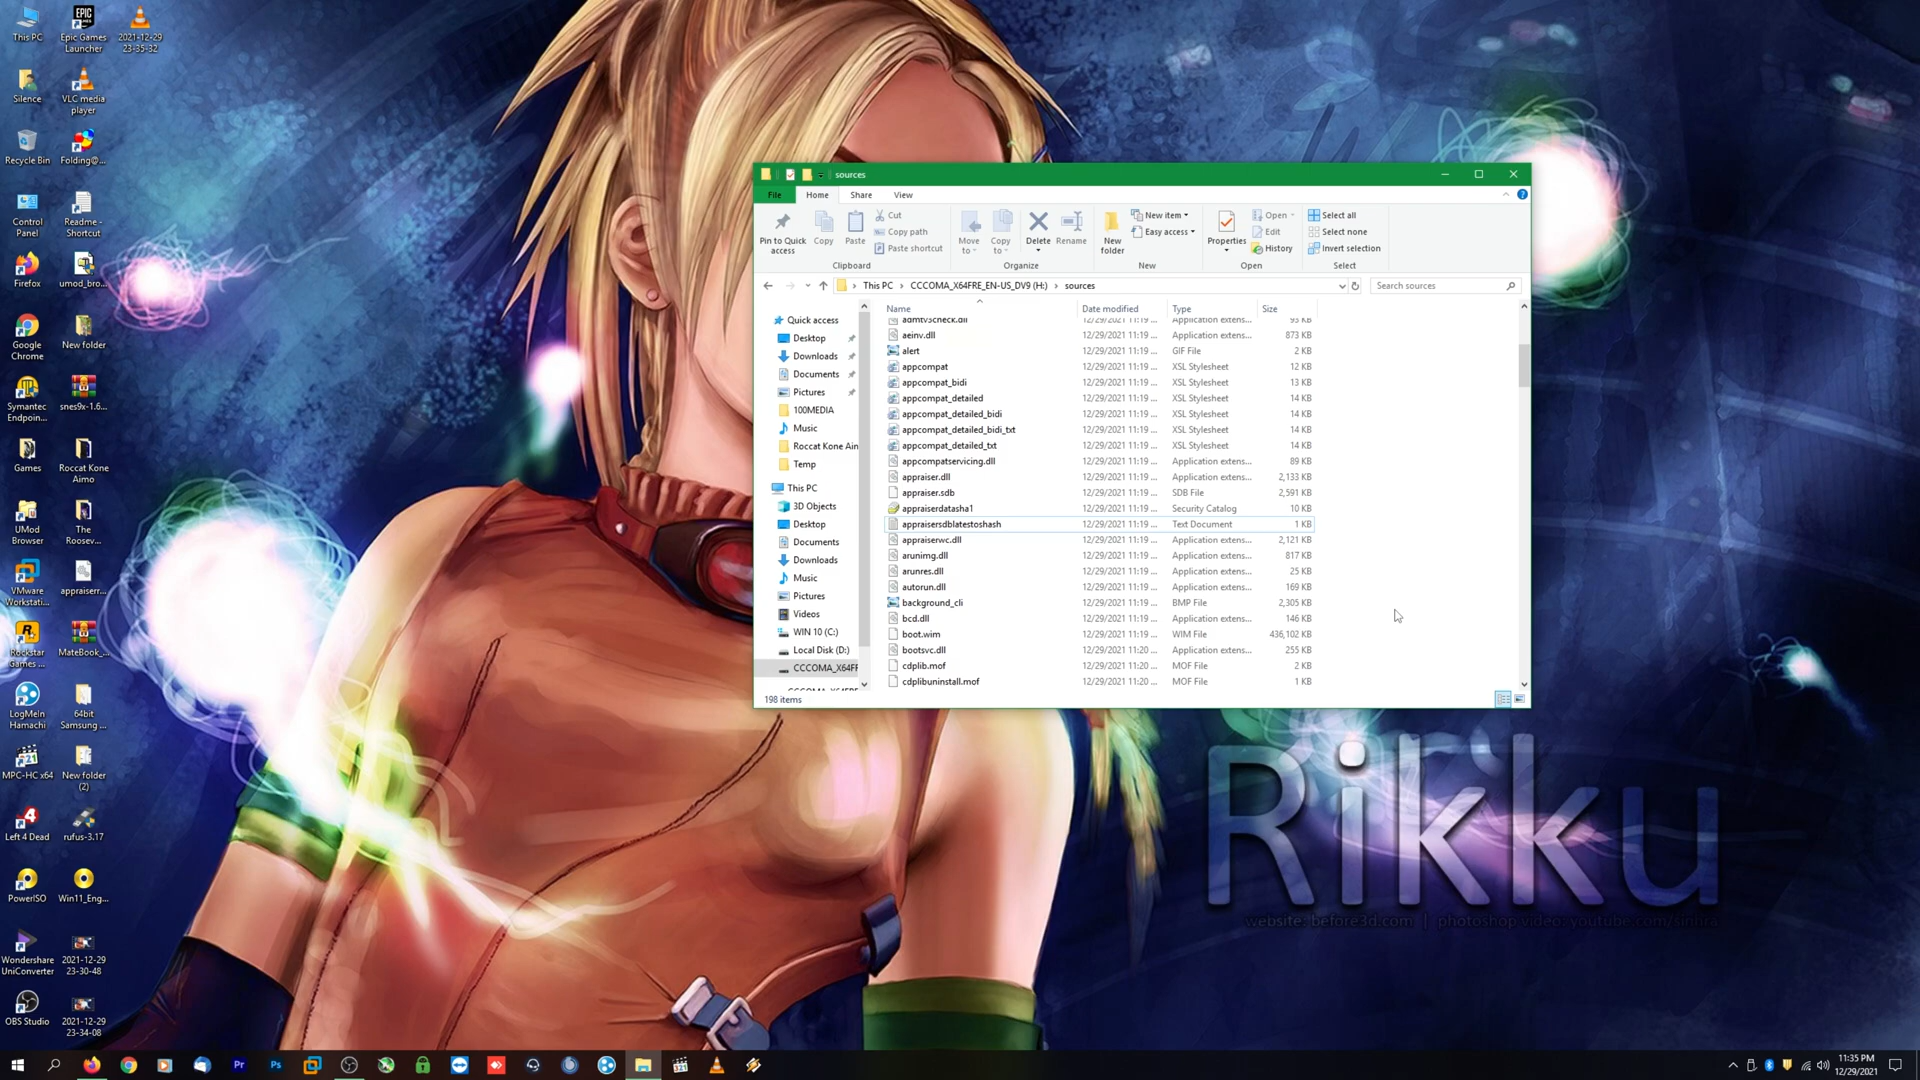 This PC
Epic Games
Launcher
2021-12-29
23-35-32
Silence
VLC media
player
Recycle Bin
Folding@...
Control
Panel
Readme -
Shortcut
Firefox
umod_bro...
Google
Chrome
New folder
Symantec
Endpoin...
snes9x-1.6...
Games
Roccat Kone
Aimo
UMod
Browser
The
Roosev...
VMware
Workstati...
appraiserr...
Rockstar
Games ...
MateBook_...
LogMeIn
Hamachi
64bit
Samsung ...
MPC-HC x64
New folder
(2)
Left 4 Dead
rufus-3.17
PowerISO
Win11_Eng...
Wondershare
UniConverter
2021-12-29
23-30-48
OBS Studio
2021-12-29
23-34-08
sources
File Home Share View
Pin to Quick
access
Copy
Paste
Cut
Copy path
Paste shortcut
Clipboard
Move
to
Copy
to
Delete
Rename
Organize
New
folder
New item
Easy access
New
Properties
Open
Edit
History
Open
Select all
Select none
Invert selection
Select
This PC > CCCOMA_X64FRE_EN-US_DV9 (H:) > sources
Search sources
Quick access
Desktop
Downloads
Documents
Pictures
100MEDIA
Music
Roccat Kone Ain
Temp
This PC
3D Objects
Desktop
Documents
Downloads
Music
Pictures
Videos
WIN 10 (C:)
Local Disk (D:)
CCCOMA_X64FF
Name Date modified Type Size
admtv3check.dll 12/29/2021 11:19 ... Application extens... 93 KB
aeinv.dll 12/29/2021 11:19 ... Application extens... 873 KB
alert 12/29/2021 11:19 ... GIF File 2 KB
appcompat 12/29/2021 11:19 ... XSL Stylesheet 12 KB
appcompat_bidi 12/29/2021 11:19 ... XSL Stylesheet 13 KB
appcompat_detailed 12/29/2021 11:19 ... XSL Stylesheet 14 KB
appcompat_detailed_bidi 12/29/2021 11:19 ... XSL Stylesheet 14 KB
appcompat_detailed_bidi_txt 12/29/2021 11:19 ... XSL Stylesheet 14 KB
appcompat_detailed_txt 12/29/2021 11:19 ... XSL Stylesheet 14 KB
appcompatservicing.dll 12/29/2021 11:19 ... Application extens... 89 KB
appraiser.dll 12/29/2021 11:19 ... Application extens... 2,133 KB
appraiser.sdb 12/29/2021 11:19 ... SDB File 2,591 KB
appraiserdatasha1 12/29/2021 11:19 ... Security Catalog 10 KB
appraisersdblatestoshash 12/29/2021 11:19 ... Text Document 1 KB
appraiserwc.dll 12/29/2021 11:19 ... Application extens... 2,121 KB
arunimg.dll 12/29/2021 11:19 ... Application extens... 817 KB
arunres.dll 12/29/2021 11:19 ... Application extens... 25 KB
autorun.dll 12/29/2021 11:19 ... Application extens... 169 KB
background_cli 12/29/2021 11:19 ... BMP File 2,305 KB
bcd.dll 12/29/2021 11:19 ... Application extens... 146 KB
boot.wim 12/29/2021 11:19 ... WIM File 436,102 KB
bootsvc.dll 12/29/2021 11:20 ... Application extens... 255 KB
cdplib.mof 12/29/2021 11:20 ... MOF File 2 KB
cdplibuninstall.mof 12/29/2021 11:20 ... MOF File 1 KB
198 items
Rikku
website: before3d.com | photoshop video: youtube.com/sinhra
11:35 PM
12/29/2021